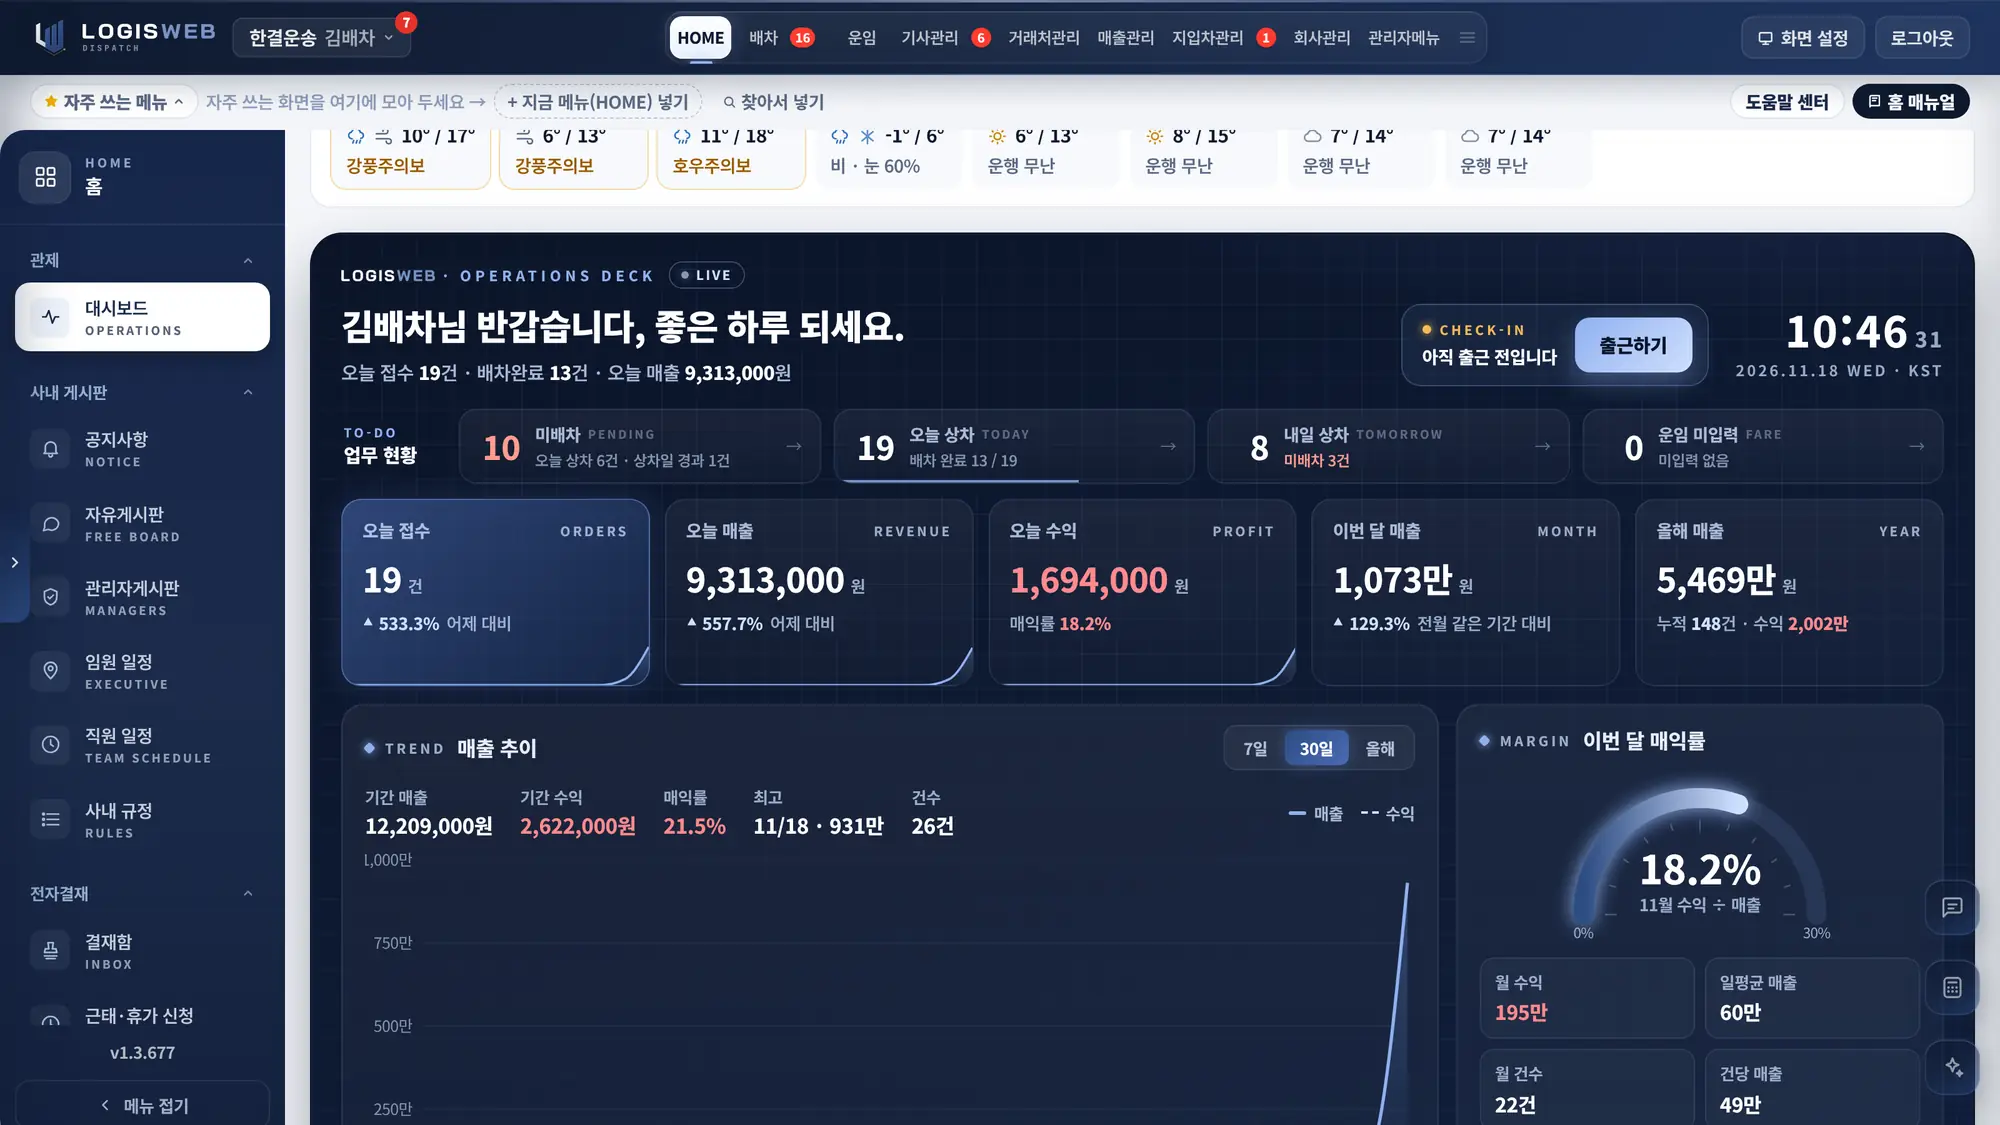 LOGISWEB
DISPATCH
한결운송 김배차
7
HOME
배차 16
운임
기사관리 6
거래처관리
매출관리
지입차관리 1
회사관리
관리자메뉴
화면 설정
로그아웃
자주 쓰는 메뉴
자주 쓰는 화면을 여기에 모아 두세요 →
+ 지금 메뉴(HOME) 넣기
찾아서 넣기
도움말 센터
홈 매뉴얼
HOME
홈
관제
대시보드
OPERATIONS
사내 게시판
공지사항
NOTICE
자유게시판
FREE BOARD
관리자게시판
MANAGERS
임원 일정
EXECUTIVE
직원 일정
TEAM SCHEDULE
사내 규정
RULES
전자결재
결재함
INBOX
근태·휴가 신청
v1.3.677
메뉴 접기
10° / 17°
강풍주의보
6° / 13°
강풍주의보
11° / 18°
호우주의보
-1° / 6°
비 · 눈 60%
6° / 13°
운행 무난
8° / 15°
운행 무난
7° / 14°
운행 무난
7° / 14°
운행 무난
LOGISWEB · OPERATIONS DECK
LIVE
김배차님 반갑습니다, 좋은 하루 되세요.
오늘 접수 19건 · 배차완료 13건 · 오늘 매출 9,313,000원
CHECK-IN
아직 출근 전입니다
출근하기
10:46 31
2026.11.18 WED · KST
TO-DO
업무 현황
10
미배차 PENDING
오늘 상차 6건 · 상차일 경과 1건
→
19
오늘 상차 TODAY
배차 완료 13 / 19
→
8
내일 상차 TOMORROW
미배차 3건
→
0
운임 미입력 FARE
미입력 없음
→
오늘 접수 ORDERS
19 건
▲ 533.3% 어제 대비
오늘 매출 REVENUE
9,313,000 원
▲ 557.7% 어제 대비
오늘 수익 PROFIT
1,694,000 원
매익률 18.2%
이번 달 매출 MONTH
1,073만 원
▲ 129.3% 전월 같은 기간 대비
올해 매출 YEAR
5,469만 원
누적 148건 · 수익 2,002만
TREND 매출 추이
7일
30일
올해
기간 매출
12,209,000원
기간 수익
2,622,000원
매익률
21.5%
최고
11/18 · 931만
건수
26건
매출
수익
1,000만
750만
500만
250만
MARGIN 이번 달 매익률
18.2%
11월 수익 ÷ 매출
0%
30%
월 수익
195만
일평균 매출
60만
월 건수
22건
건당 매출
49만